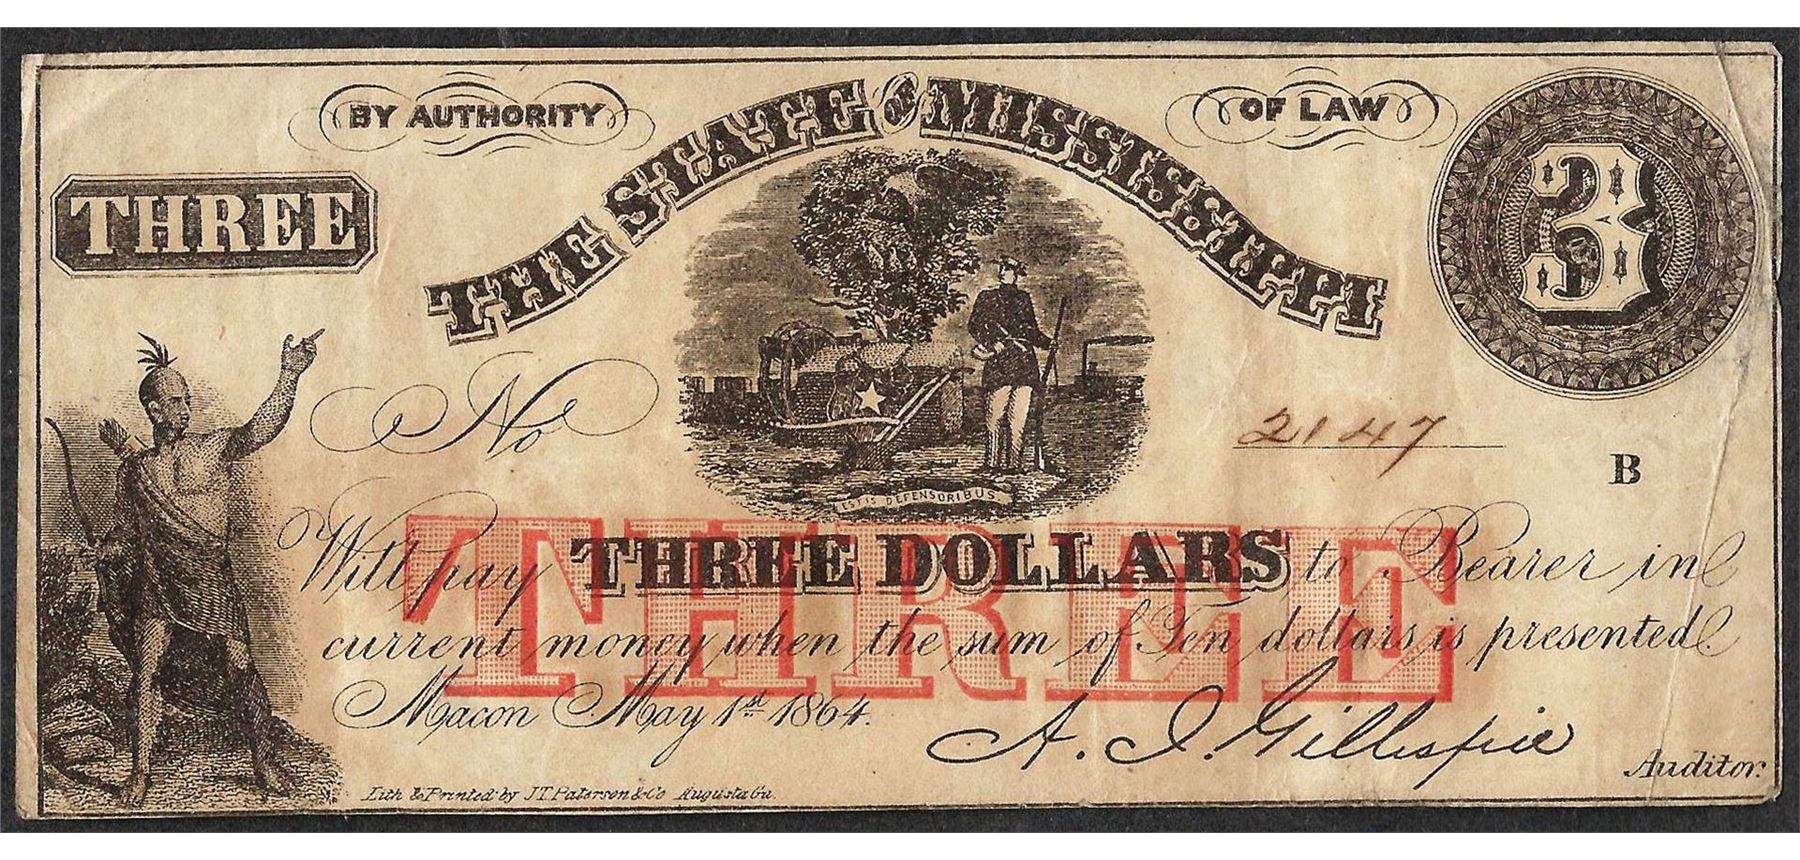 BY AUTHORITY
OF LAW
THE STATE OF MISSISSIPPI
THREE
3
No 2147
B
ISTIS DEFENSORIBUS.
THREE
Will pay THREE DOLLARS to Bearer in
current money when the sum of Ten dollars is presented.
Macon May 1st 1864.
A. J. Gillespie
Auditor.
Lith & Printed by J.T. Paterson & Co Augusta Ga.